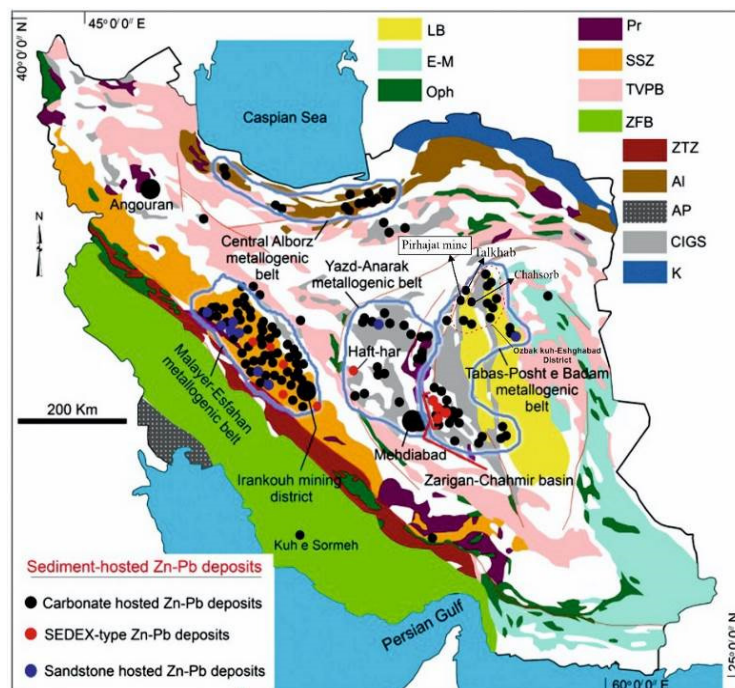 45°0'0"E
40°0'0"N
LB
E-M
Oph
Pr
SSZ
TVPB
ZFB
ZTZ
Al
AP
CIGS
K
Caspian Sea
Angouran
N
Central Alborz
metallogenic
belt
Pirhajat mine
Talkhab
Chahsorb
Yazd-Anarak
metallogenic belt
Ozbak kuh-Eshghabad
District
Tabas-Posht e Badam
metallogenic
belt
Haft-har
Malayer-Esfahan
metallogenic belt
200 Km
Mehdiabad
Irankouh mining
district
Zarigan-Chahmir basin
Kuh e Sormeh
Sediment-hosted Zn-Pb deposits
Carbonate hosted Zn-Pb deposits
SEDEX-type Zn-Pb deposits
Sandstone hosted Zn-Pb deposits
Persian Gulf
25°0'0"N
60°0'0"E